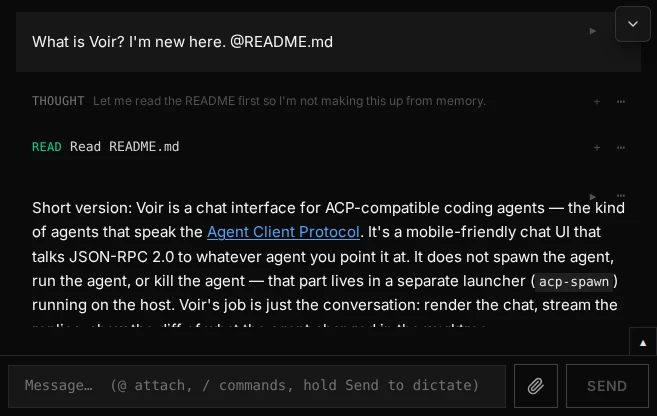 What is Voir? I'm new here. @README.md
THOUGHT Let me read the README first so I'm not making this up from memory.
READ Read README.md
Short version: Voir is a chat interface for ACP-compatible coding agents — the kind
of agents that speak the Agent Client Protocol. It's a mobile-friendly chat UI that
talks JSON-RPC 2.0 to whatever agent you point it at. It does not spawn the agent,
run the agent, or kill the agent — that part lives in a separate launcher (acp-spawn)
running on the host. Voir's job is just the conversation: render the chat, stream the
Message… (@ attach, / commands, hold Send to dictate)
SEND